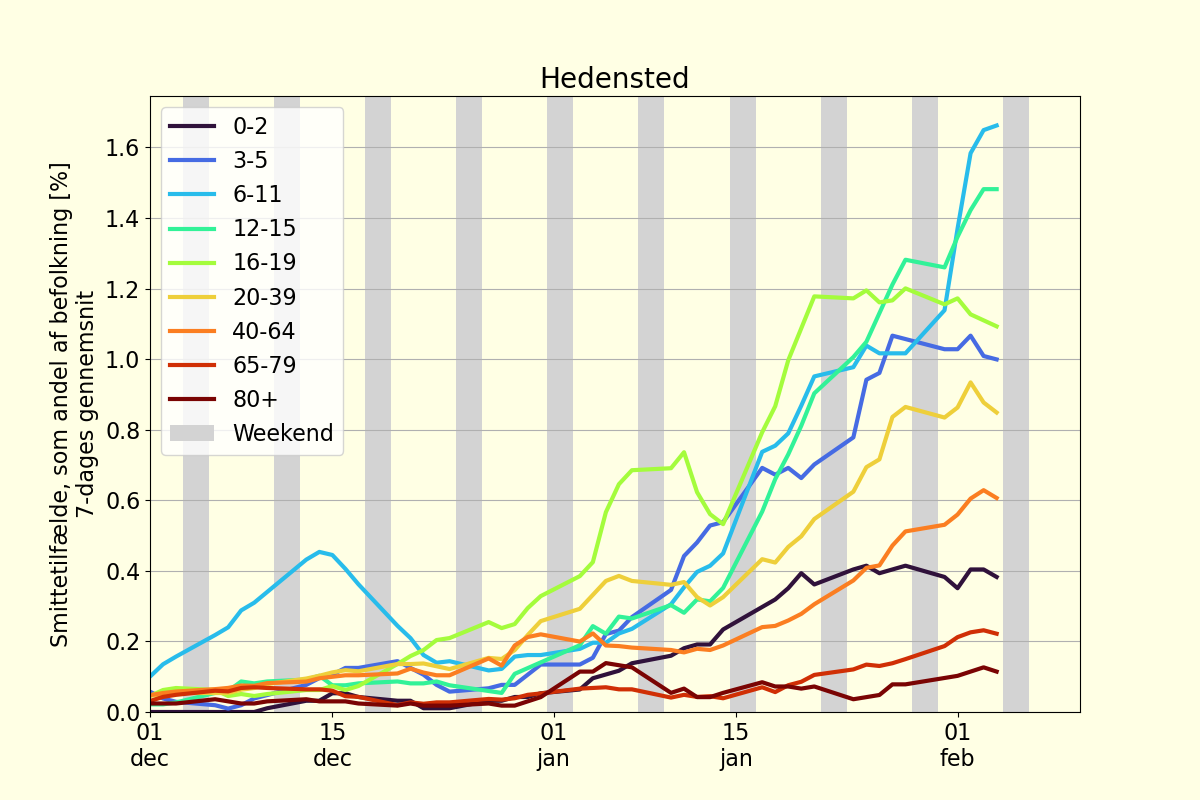 Hedensted
Smittetilfælde, som andel af befolkning [%]
7-dages gennemsnit
1.6
1.4
1.2
1.0
0.8
0.6
0.4
0.2
0.0
0-2
3-5
6-11
12-15
16-19
20-39
40-64
65-79
80+
Weekend
01
dec
15
dec
01
jan
15
jan
01
feb